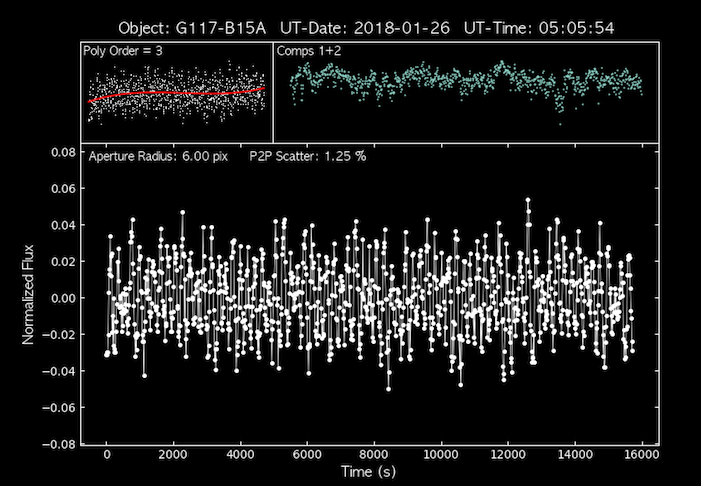 Object: G117-B15A UT-Date: 2018-01-26 UT-Time: 05:05:54
Poly Order = 3
Comps 1+2
Aperture Radius: 6.00 pix P2P Scatter: 1.25 %
0.08
0.06
0.04
0.02
0.00
−0.02
−0.04
−0.06
−0.08
Normalized Flux
0 2000 4000 6000 8000 10000 12000 14000 16000
Time (s)